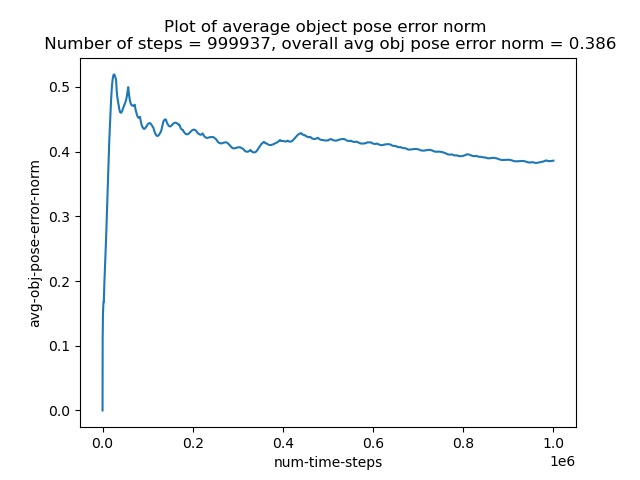 Plot of average object pose error norm
Number of steps = 999937, overall avg obj pose error norm = 0.386
avg-obj-pose-error-norm
0.5
0.4
0.3
0.2
0.1
0.0
0.0 0.2 0.4 0.6 0.8 1.0
1e6
num-time-steps